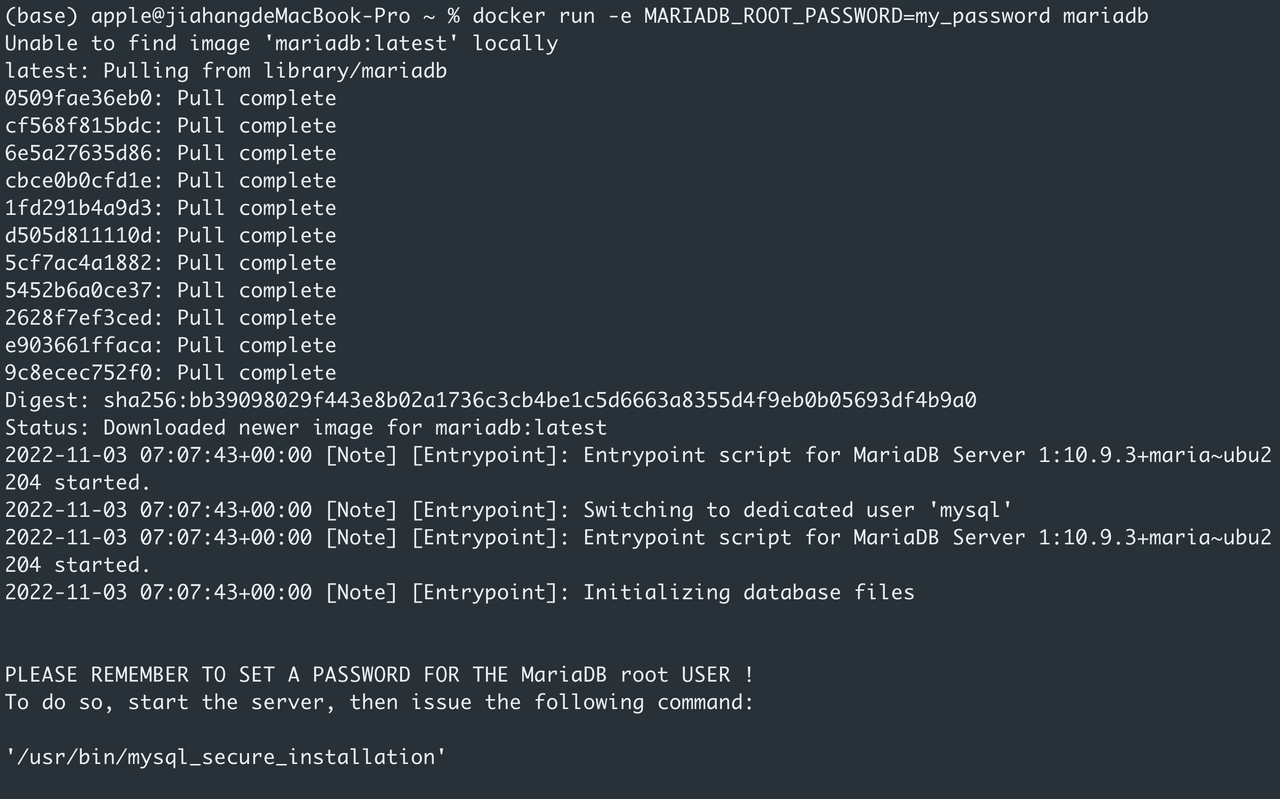 (base) apple@jiahangdeMacBook-Pro ~ % docker run -e MARIADB_ROOT_PASSWORD=my_password mariadb
Unable to find image 'mariadb:latest' locally
latest: Pulling from library/mariadb
0509fae36eb0: Pull complete
cf568f815bdc: Pull complete
6e5a27635d86: Pull complete
cbce0b0cfd1e: Pull complete
1fd291b4a9d3: Pull complete
d505d811110d: Pull complete
5cf7ac4a1882: Pull complete
5452b6a0ce37: Pull complete
2628f7ef3ced: Pull complete
e903661ffaca: Pull complete
9c8ecec752f0: Pull complete
Digest: sha256:bb39098029f443e8b02a1736c3cb4be1c5d6663a8355d4f9eb0b05693df4b9a0
Status: Downloaded newer image for mariadb:latest
2022-11-03 07:07:43+00:00 [Note] [Entrypoint]: Entrypoint script for MariaDB Server 1:10.9.3+maria~ubu2
204 started.
2022-11-03 07:07:43+00:00 [Note] [Entrypoint]: Switching to dedicated user 'mysql'
2022-11-03 07:07:43+00:00 [Note] [Entrypoint]: Entrypoint script for MariaDB Server 1:10.9.3+maria~ubu2
204 started.
2022-11-03 07:07:43+00:00 [Note] [Entrypoint]: Initializing database files
PLEASE REMEMBER TO SET A PASSWORD FOR THE MariaDB root USER !
To do so, start the server, then issue the following command:
'/usr/bin/mysql_secure_installation'